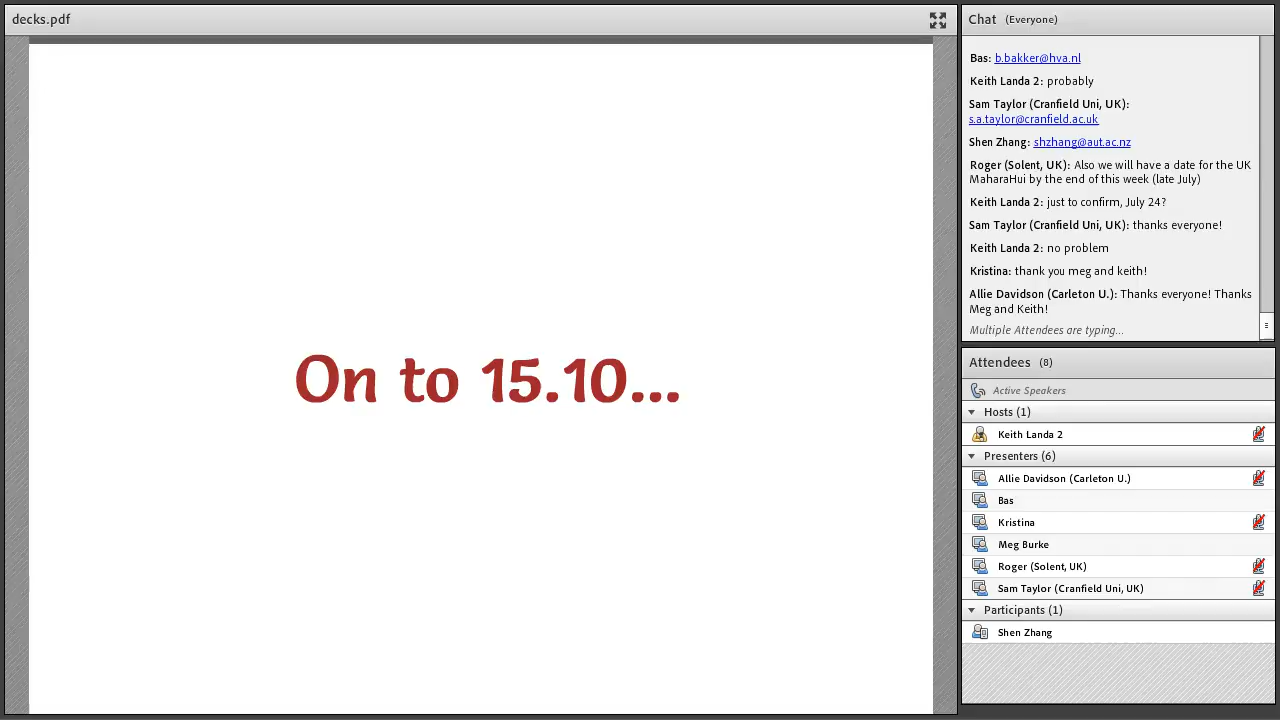 decks.pdf
On to 15.10...
Chat (Everyone)
Bas: b.bakker@hva.nl
Keith Landa 2: probably
Sam Taylor (Cranfield Uni, UK):
s.a.taylor@cranfield.ac.uk
Shen Zhang: shzhang@aut.ac.nz
Roger (Solent, UK): Also we will have a date for the UK
MaharaHui by the end of this week (late July)
Keith Landa 2: just to confirm, July 24?
Sam Taylor (Cranfield Uni, UK): thanks everyone!
Keith Landa 2: no problem
Kristina: thank you meg and keith!
Allie Davidson (Carleton U.): Thanks everyone! Thanks
Meg and Keith!
Multiple Attendees are typing...
Attendees (8)
Active Speakers
Hosts (1)
Keith Landa 2
Presenters (6)
Allie Davidson (Carleton U.)
Bas
Kristina
Meg Burke
Roger (Solent, UK)
Sam Taylor (Cranfield Uni, UK)
Participants (1)
Shen Zhang